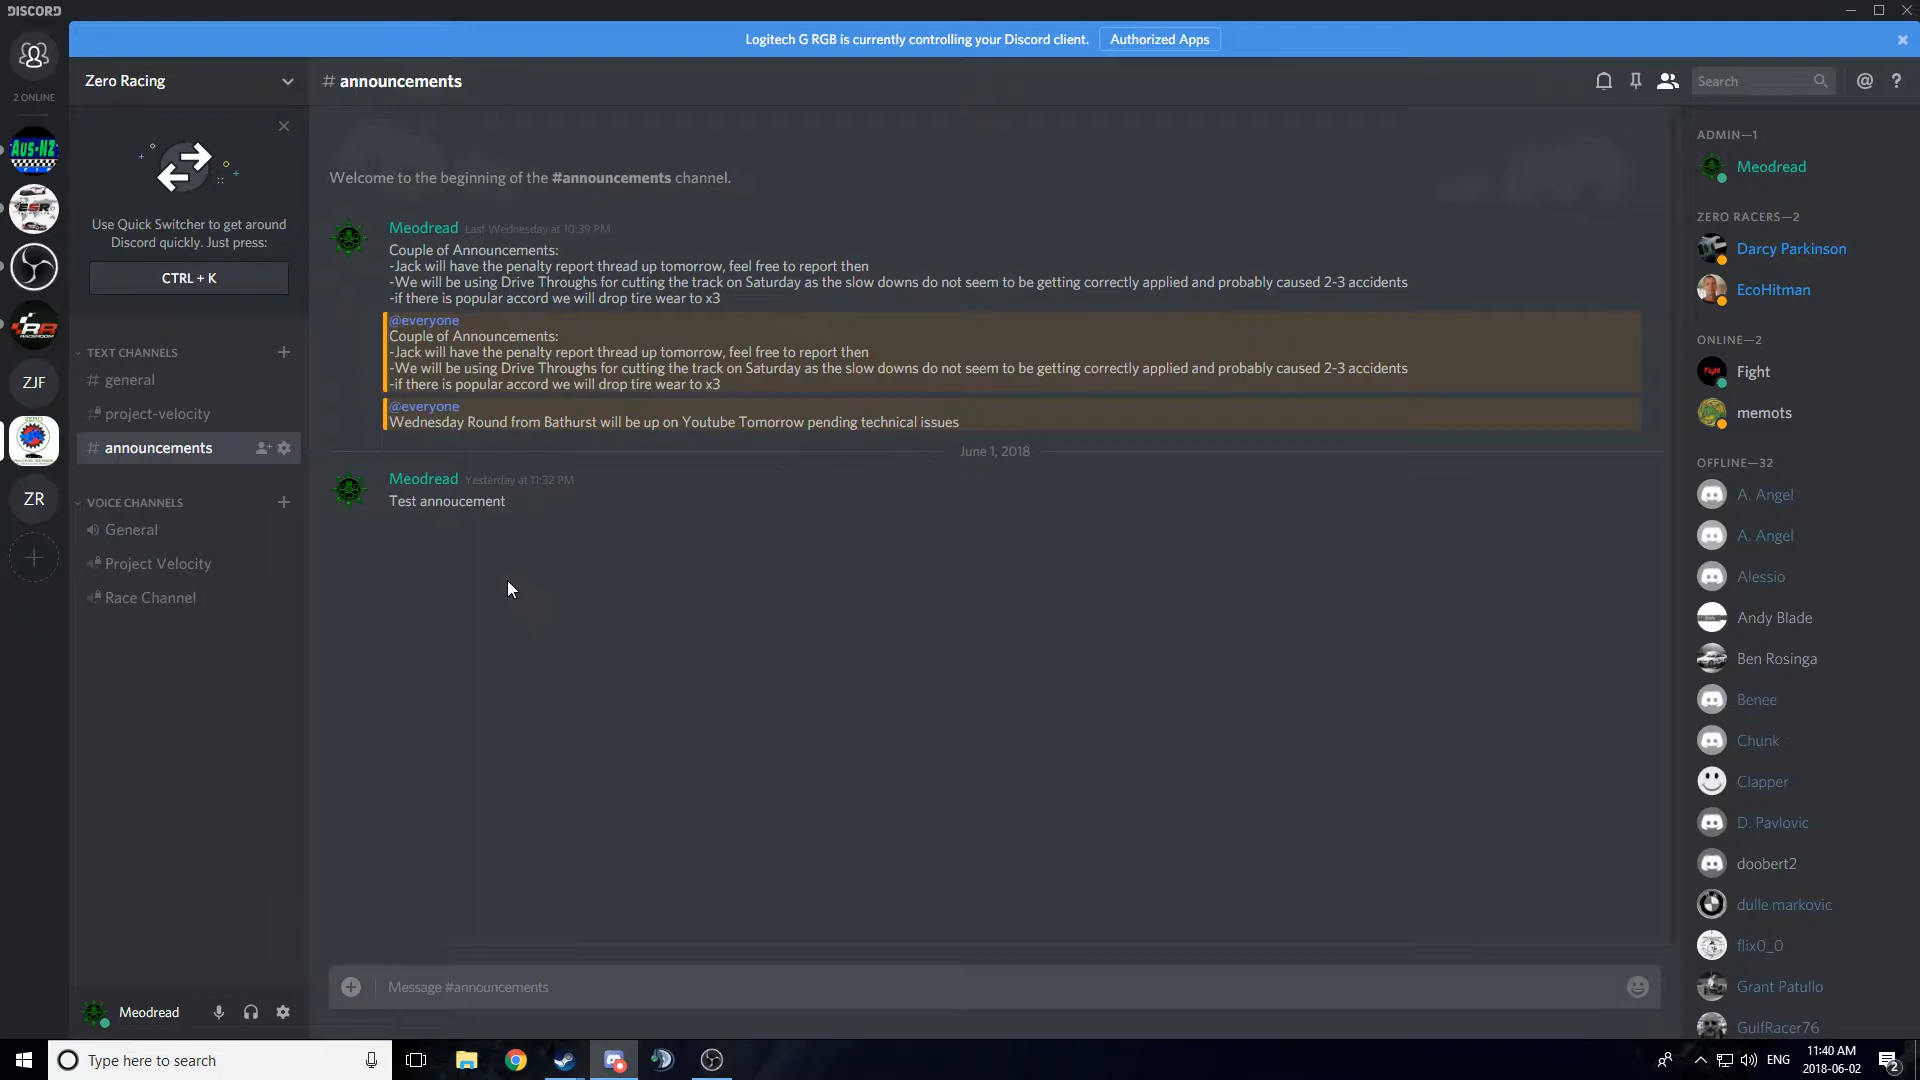 DISCORD
Logitech G RGB is currently controlling your Discord client.
Authorized Apps
2 ONLINE
AUS-NZ
ESR
RR
ZJF
ZR
Zero Racing
Use Quick Switcher to get around
Discord quickly. Just press:
CTRL + K
TEXT CHANNELS
# general
project-velocity
# announcements
VOICE CHANNELS
General
Project Velocity
Race Channel
Meodread
# announcements
Search
Welcome to the beginning of the #announcements channel.
Meodread Last Wednesday at 10:39 PM
Couple of Announcements:
-Jack will have the penalty report thread up tomorrow, feel free to report then
-We will be using Drive Throughs for cutting the track on Saturday as the slow downs do not seem to be getting correctly applied and probably caused 2-3 accidents
-if there is popular accord we will drop tire wear to x3
@everyone
Couple of Announcements:
-Jack will have the penalty report thread up tomorrow, feel free to report then
-We will be using Drive Throughs for cutting the track on Saturday as the slow downs do not seem to be getting correctly applied and probably caused 2-3 accidents
-if there is popular accord we will drop tire wear to x3
@everyone
Wednesday Round from Bathurst will be up on Youtube Tomorrow pending technical issues
June 1, 2018
Meodread Yesterday at 11:32 PM
Test annoucement
Message #announcements
ADMIN—1
Meodread
ZERO RACERS—2
Darcy Parkinson
EcoHitman
ONLINE—2
Fight
memots
OFFLINE—32
A. Angel
A. Angel
Alessio
Andy Blade
Ben Rosinga
Benee
Chunk
Clapper
D. Pavlovic
doobert2
dulle.markovic
flix0_0
Grant Patullo
GulfRacer76
Type here to search
ENG
11:40 AM
2018-06-02
2